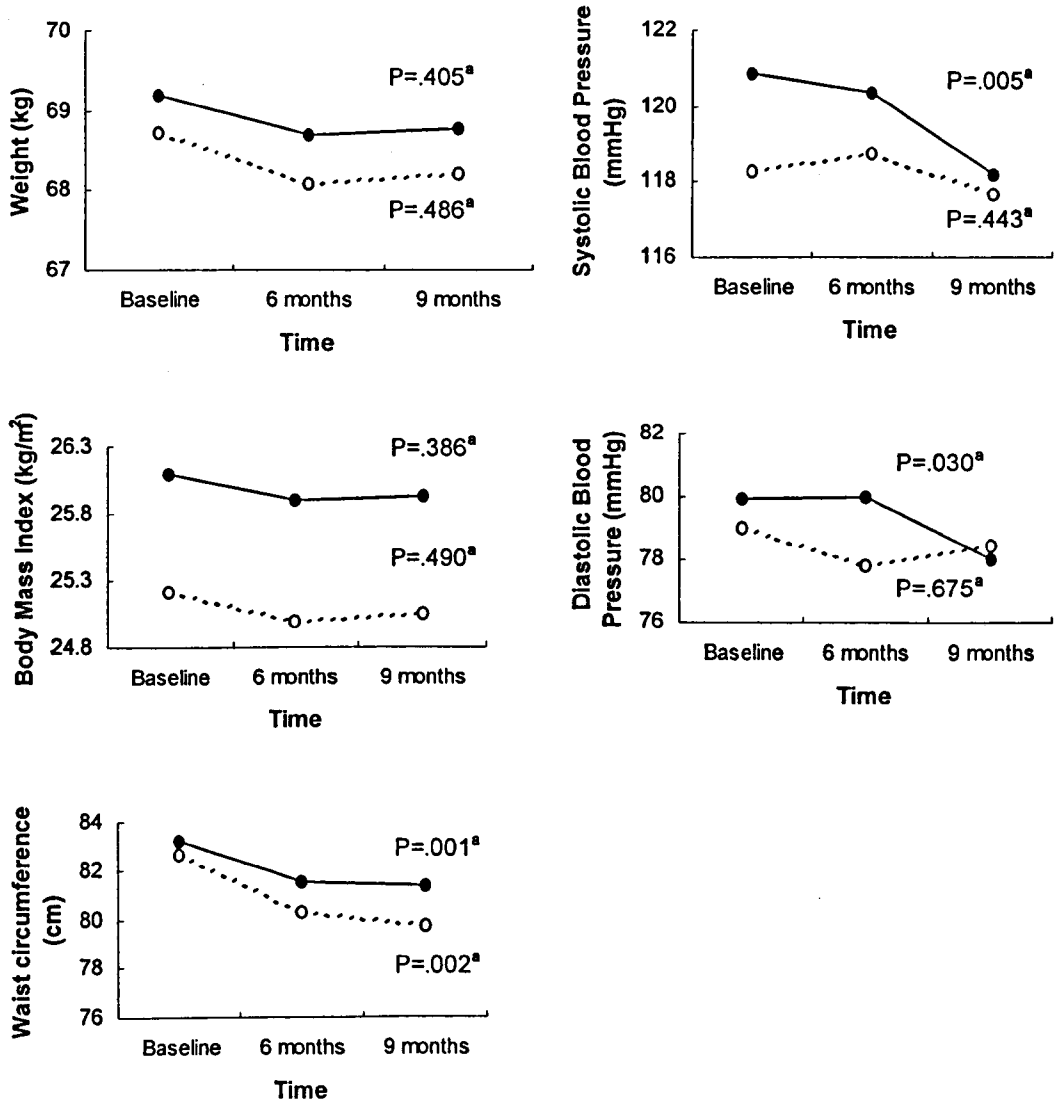 Weight (kg)
70
69
68
67
P=.405ᵃ
P=.486ᵃ
Baseline 6 months 9 months
Time
Systolic Blood Pressure
(mmHg)
122
120
118
116
P=.005ᵃ
P=.443ᵃ
Baseline 6 months 9 months
Time
Body Mass Index (kg/m²)
26.3
25.8
25.3
24.8
P=.386ᵃ
P=.490ᵃ
Baseline 6 months 9 months
Time
Diastolic Blood
Pressure (mmHg)
82
80
78
76
P=.030ᵃ
P=.675ᵃ
Baseline 6 months 9 months
Time
Waist circumference
(cm)
84
82
80
78
76
P=.001ᵃ
P=.002ᵃ
Baseline 6 months 9 months
Time